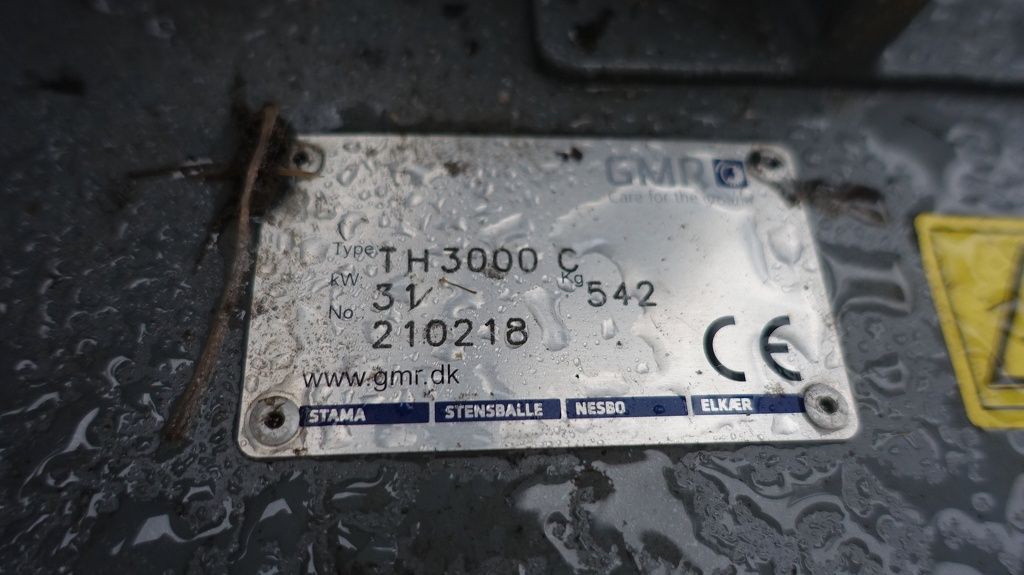 GMR
Care for the
Type TH3000 C
kW 31 Kg 542
No. 210218
www.gmr.dk
CE
STAMA STENSBALLE NESBO ELKÆR